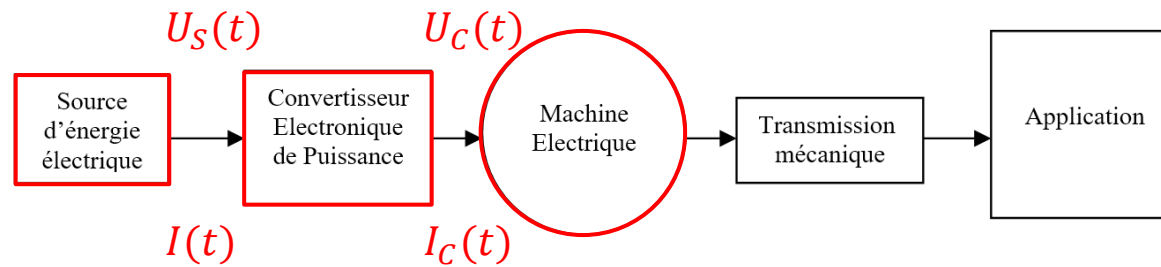 U_S(t)
U_C(t)
Source
d'énergie
électrique
Convertisseur
Electronique
de Puissance
Machine
Electrique
Transmission
mécanique
Application
I(t)
I_C(t)